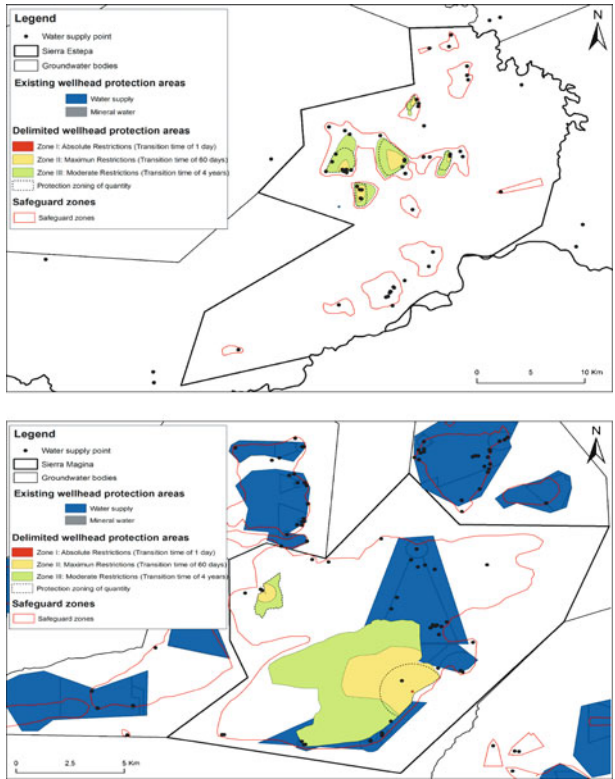 Legend
Water supply point
Sierra Estepa
Groundwater bodies
Existing wellhead protection areas
Water supply
Mineral water
Delimited wellhead protection areas
Zone I: Absolute Restrictions (Transition time of 1 day)
Zone II: Maximun Restrictions (Transition time of 60 days)
Zone III: Moderate Restrictions (Transition time of 4 years)
Protection zoning of quantity
Safeguard zones
Safeguard zones
N
0 5 10 Km
Legend
Water supply point
Sierra Magina
Groundwater bodies
Existing wellhead protection areas
Water supply
Mineral water
Delimited wellhead protection areas
Zone I: Absolute Restrictions (Transition time of 1 day)
Zone II: Maximun Restrictions (Transition time of 60 days)
Zone III: Moderate Restrictions (Transition time of 4 years)
Protection zoning of quantity
Safeguard zones
Safeguard zones
N
0 2.5 5 Km